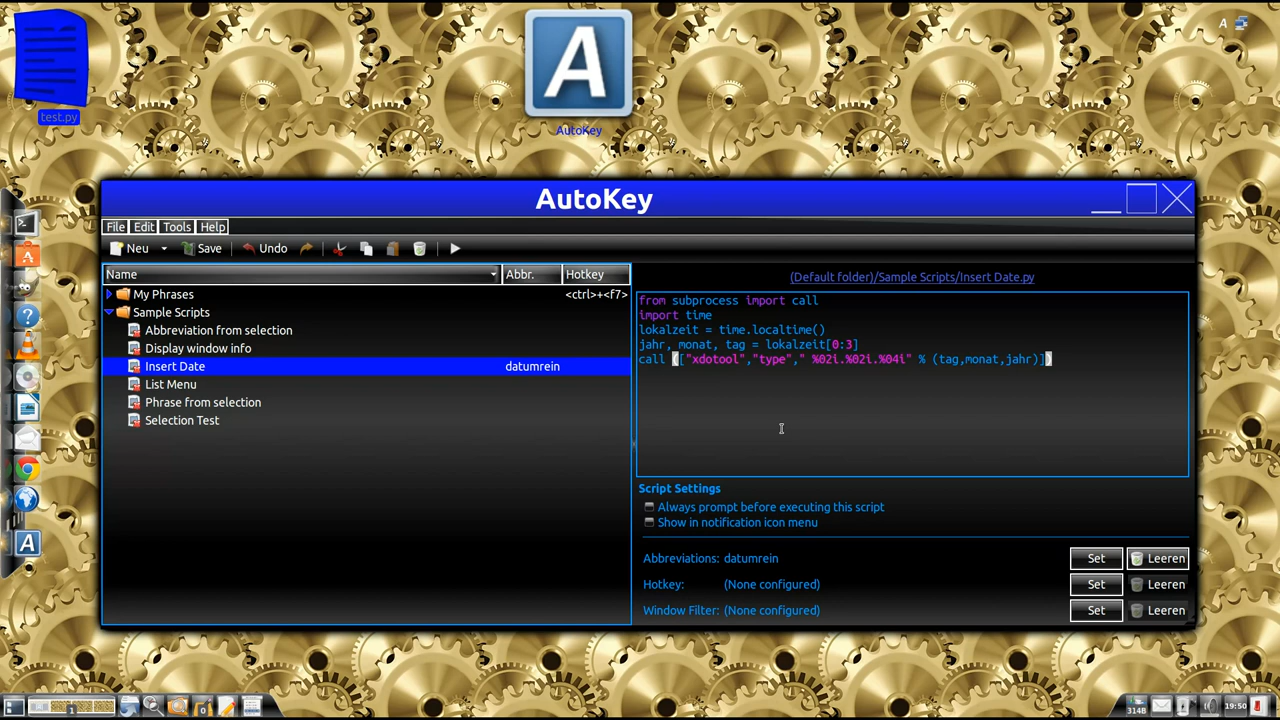 test.py
A
A
AutoKey
AutoKey
File Edit Tools Help
Neu Save Undo
Name Abbr. Hotkey
My Phrases <ctrl>+<f7>
Sample Scripts
Abbreviation from selection
Display window info
Insert Date datumrein
List Menu
Phrase from selection
Selection Test
(Default folder)/Sample Scripts/Insert Date.py
from subprocess import call
import time
lokalzeit = time.localtime()
jahr, monat, tag = lokalzeit[0:3]
call (["xdotool","type"," %02i.%02i.%04i" % (tag,monat,jahr)])
Script Settings
Always prompt before executing this script
Show in notification icon menu
Abbreviations: datumrein Set Leeren
Hotkey: (None configured) Set Leeren
Window Filter: (None configured) Set Leeren
A
A
1
0
314B
19:50